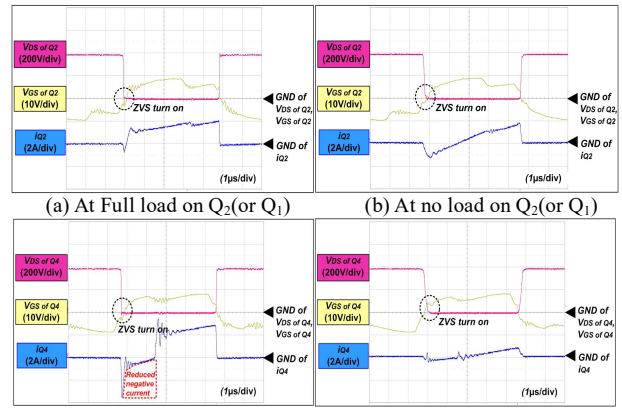 VDS of Q2
(200V/div)
VGS of Q2
(10V/div)
ZVS turn on
GND of
VDS of Q2,
VGS of Q2
iQ2
(2A/div)
GND of
iQ2
(1μs/div)
VDS of Q2
(200V/div)
VGS of Q2
(10V/div)
ZVS turn on
GND of
VDS of Q2,
VGS of Q2
iQ2
(2A/div)
GND of
iQ2
(1μs/div)
(a) At Full load on Q2(or Q1)
(b) At no load on Q2(or Q1)
VDS of Q4
(200V/div)
VGS of Q4
(10V/div)
ZVS turn on
GND of
VDS of Q4,
VGS of Q4
iQ4
(2A/div)
GND of
iQ4
Reduced
negative
current
(1μs/div)
VDS of Q4
(200V/div)
VGS of Q4
(10V/div)
ZVS turn on
GND of
VDS of Q4,
VGS of Q4
iQ4
(2A/div)
GND of
iQ4
(1μs/div)